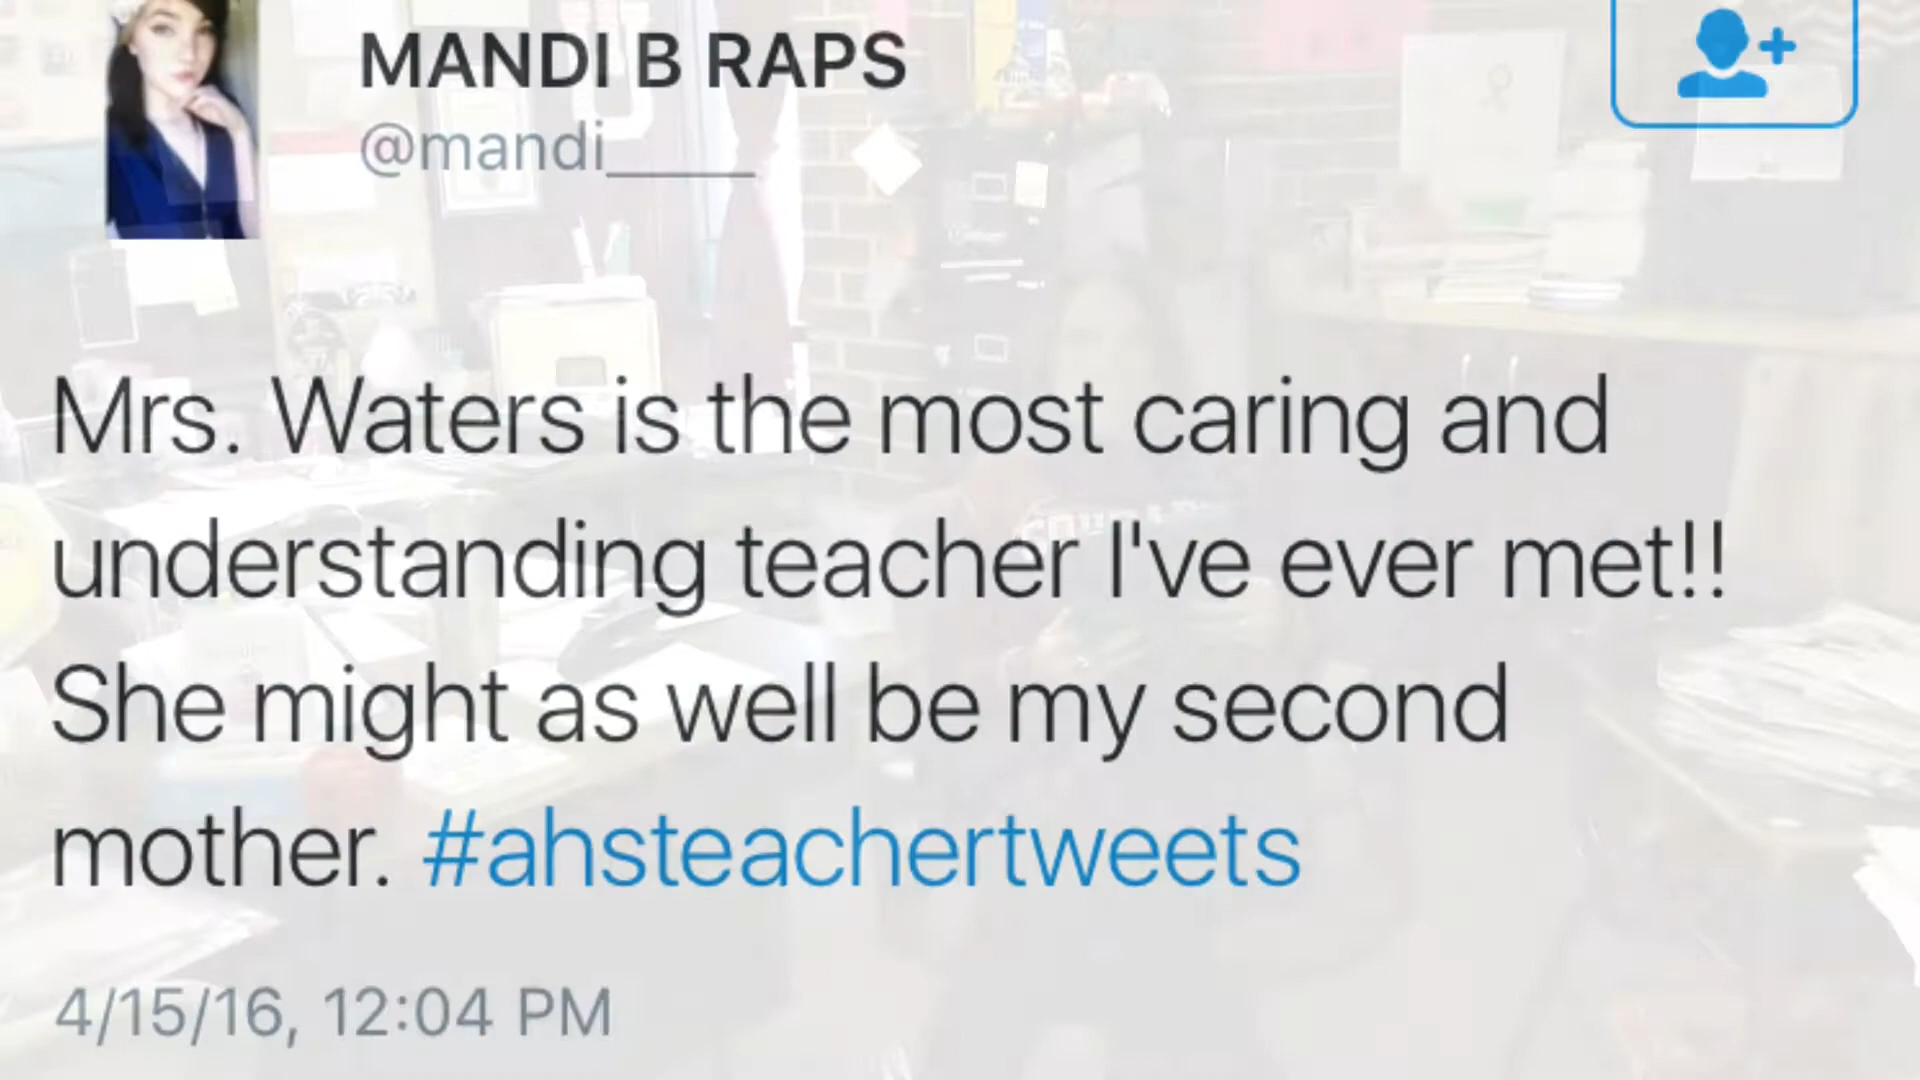 MANDI B RAPS
@mandi_____
Mrs. Waters is the most caring and
understanding teacher I've ever met!!
She might as well be my second
mother. #ahsteachertweets
4/15/16, 12:04 PM